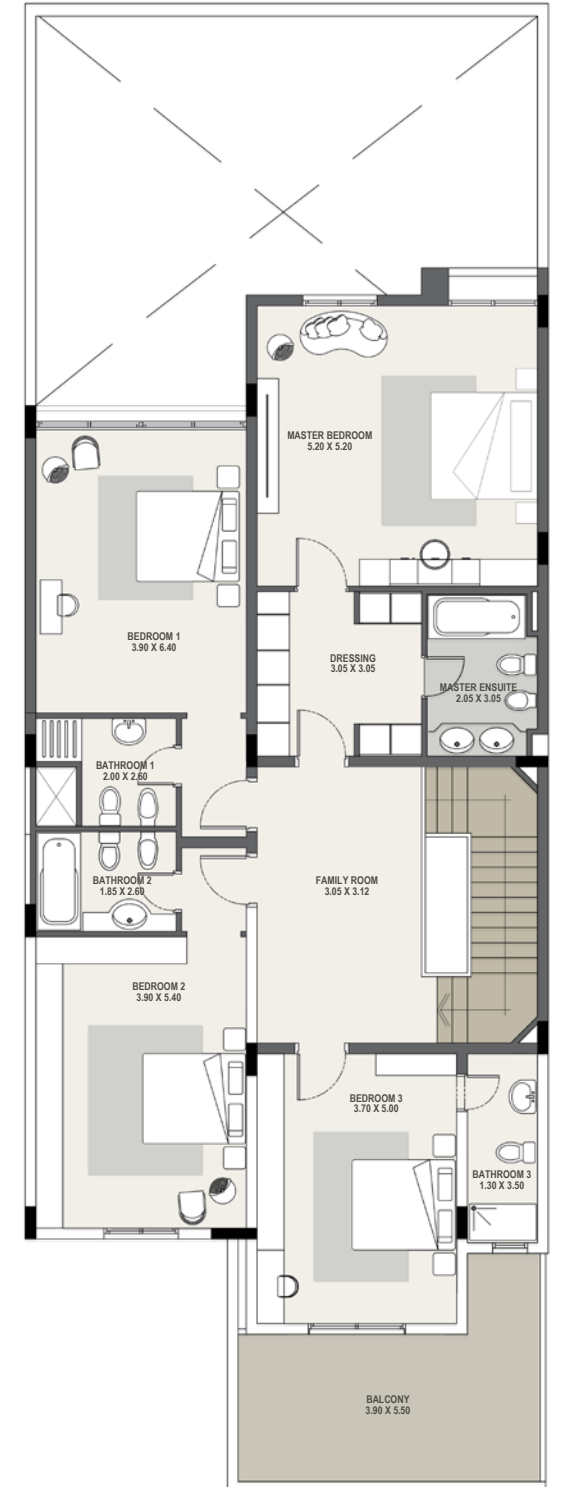 MASTER BEDROOM
5.20 X 5.20
BEDROOM 1
3.90 X 6.40
DRESSING
3.05 X 3.05
MASTER ENSUITE
2.05 X 3.05
BATHROOM 1
2.00 X 2.60
BATHROOM 2
1.85 X 2.60
FAMILY ROOM
3.05 X 3.12
BEDROOM 2
3.90 X 5.40
BEDROOM 3
3.70 X 5.00
BATHROOM 3
1.30 X 3.50
BALCONY
3.90 X 5.50